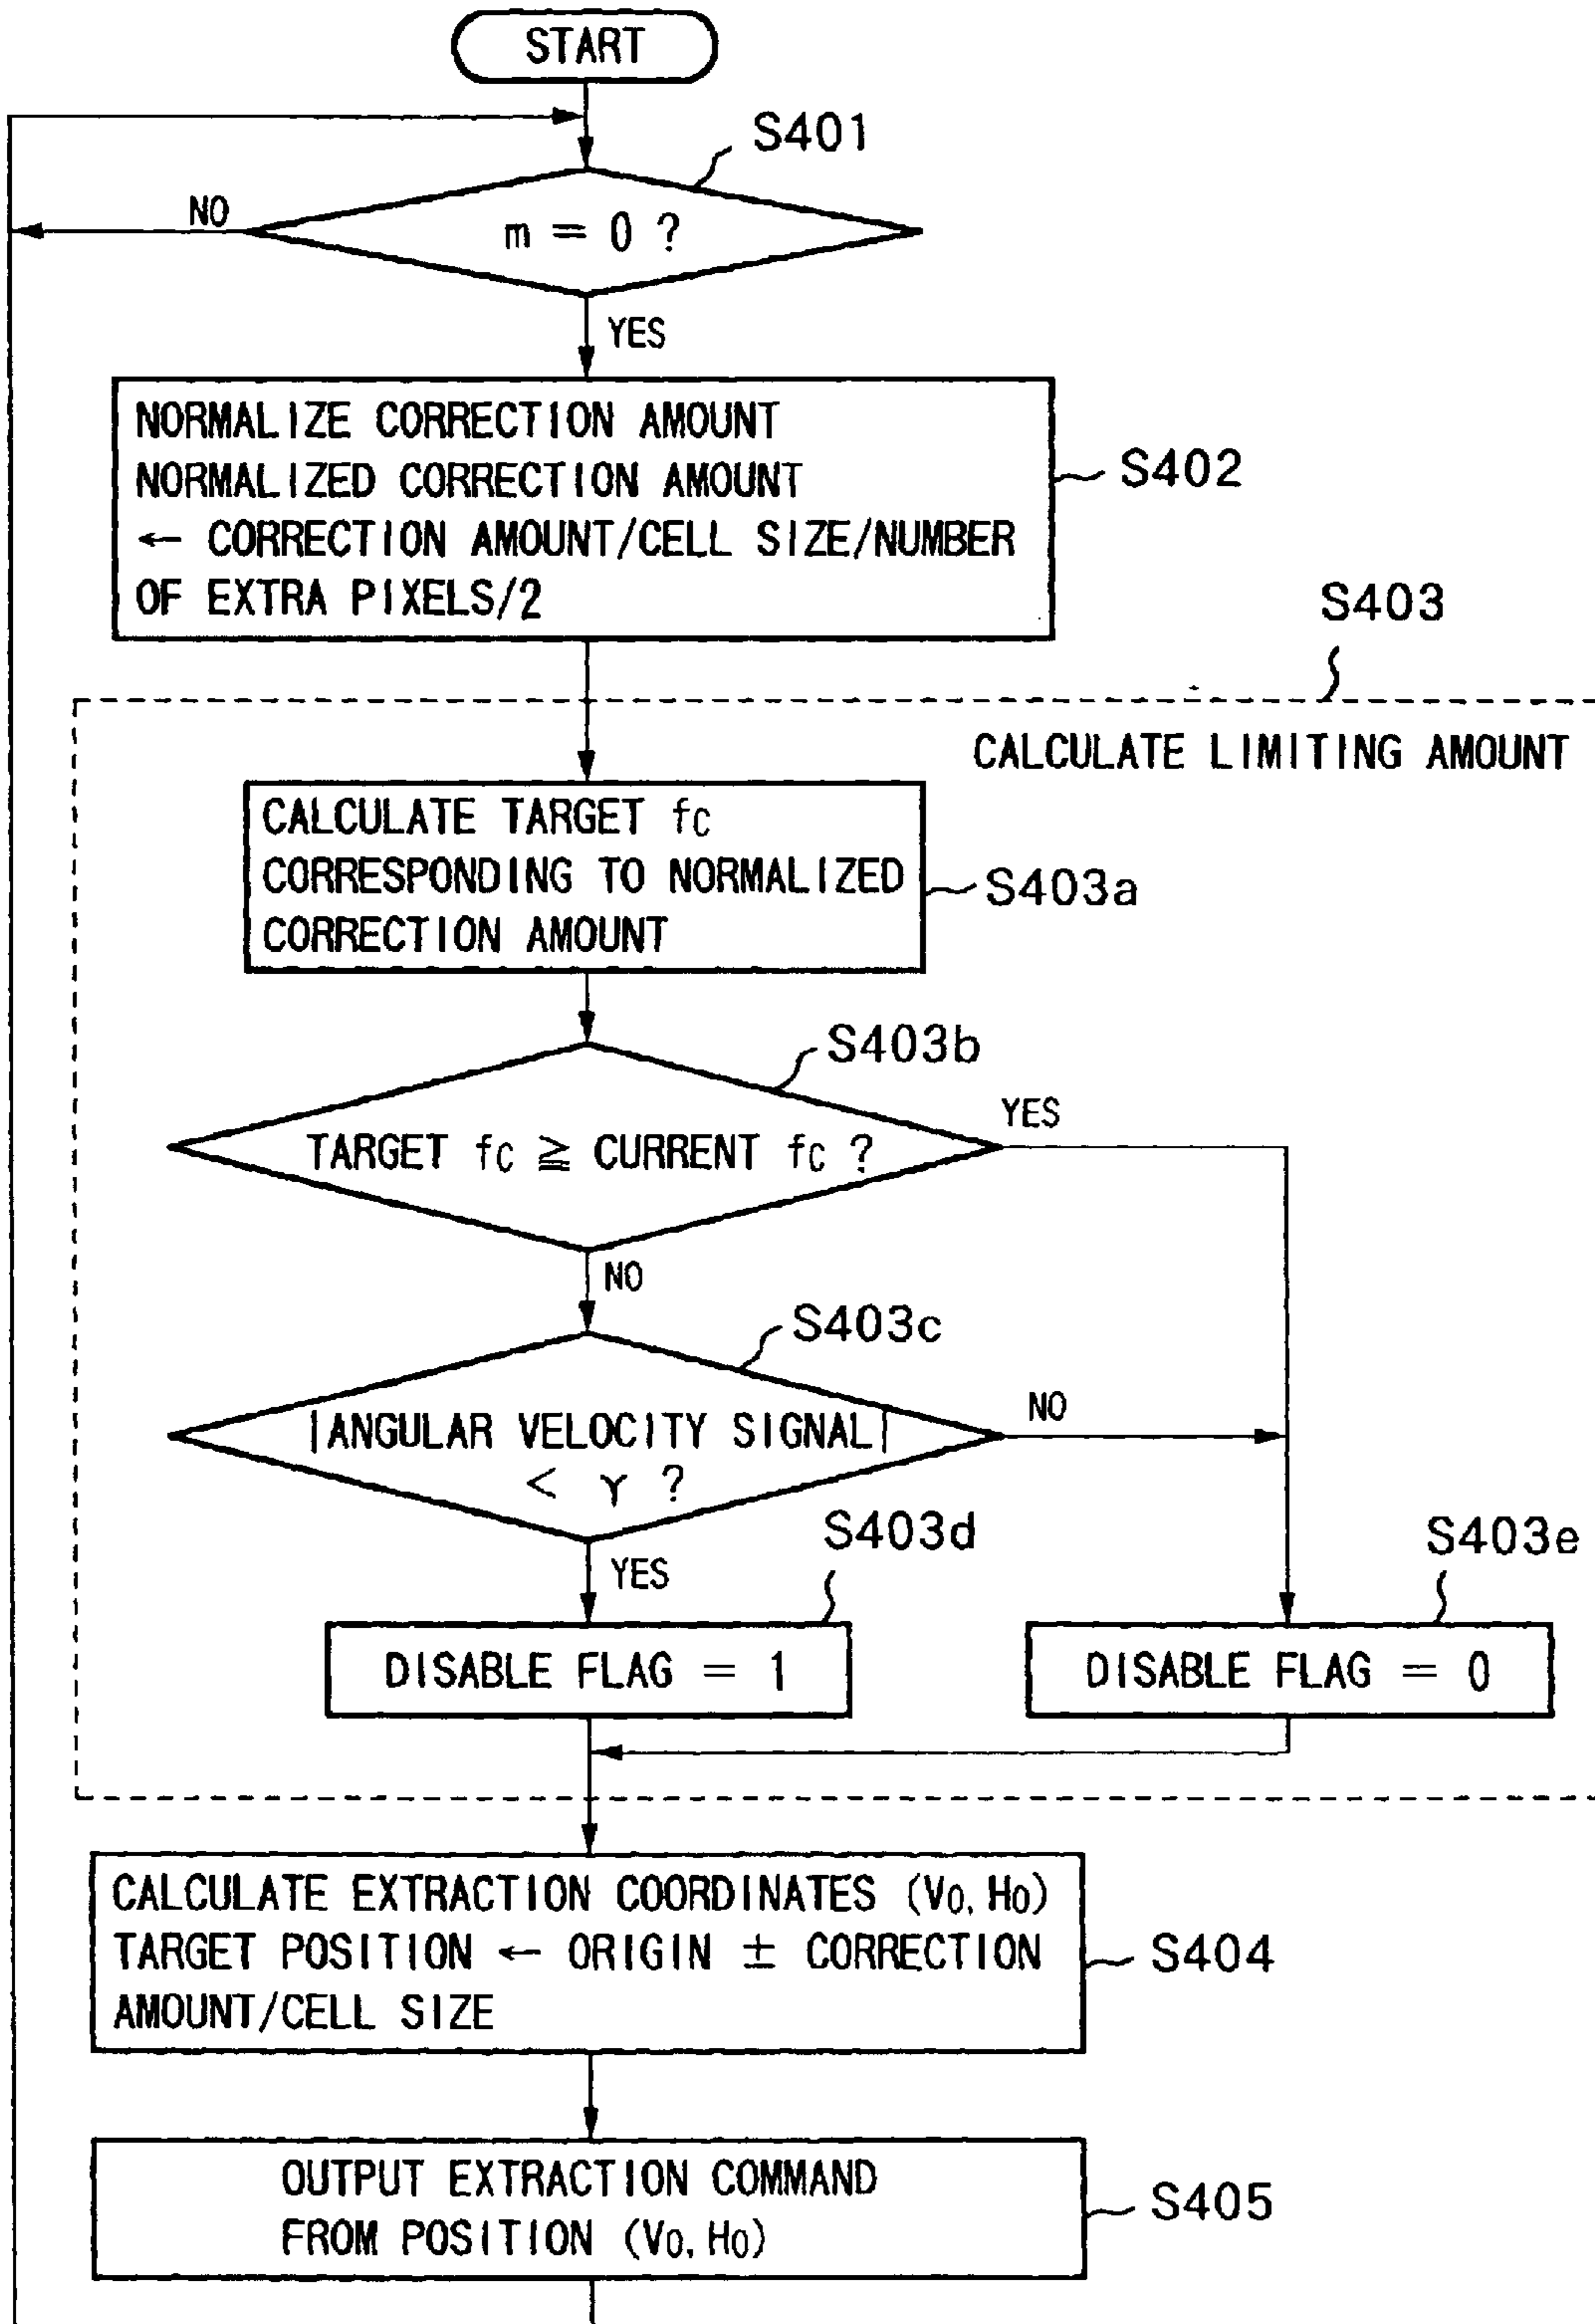 START
S401
NO
m = 0 ?
YES
NORMALIZE CORRECTION AMOUNT
NORMALIZED CORRECTION AMOUNT
← CORRECTION AMOUNT/CELL SIZE/NUMBER
OF EXTRA PIXELS/2
S402
S403
CALCULATE LIMITING AMOUNT
CALCULATE TARGET fc
CORRESPONDING TO NORMALIZED
CORRECTION AMOUNT
S403a
S403b
YES
TARGET fc ≧ CURRENT fc ?
NO
S403c
NO
|ANGULAR VELOCITY SIGNAL|
< γ ?
S403d
S403e
YES
DISABLE FLAG = 1
DISABLE FLAG = 0
CALCULATE EXTRACTION COORDINATES (V0, H0)
TARGET POSITION ← ORIGIN ± CORRECTION
AMOUNT/CELL SIZE
S404
OUTPUT EXTRACTION COMMAND
FROM POSITION (V0, H0)
S405